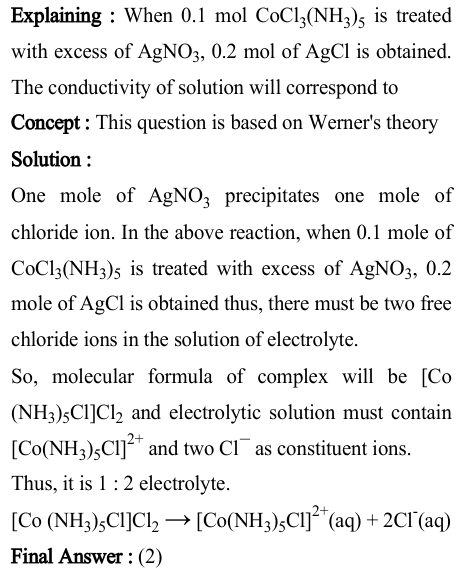 Explaining : When 0.1 mol CoCl₃(NH₃)₅ is treated
with excess of AgNO₃, 0.2 mol of AgCl is obtained.
The conductivity of solution will correspond to
Concept : This question is based on Werner's theory
Solution :
One mole of AgNO₃ precipitates one mole of
chloride ion. In the above reaction, when 0.1 mole of
CoCl₃(NH₃)₅ is treated with excess of AgNO₃, 0.2
mole of AgCl is obtained thus, there must be two free
chloride ions in the solution of electrolyte.
So, molecular formula of complex will be [Co
(NH₃)₅Cl]Cl₂ and electrolytic solution must contain
[Co(NH₃)₅Cl]²⁺ and two Cl⁻ as constituent ions.
Thus, it is 1 : 2 electrolyte.
[Co (NH₃)₅Cl]Cl₂ → [Co(NH₃)₅Cl]²⁺(aq) + 2Cl⁻(aq)
Final Answer : (2)